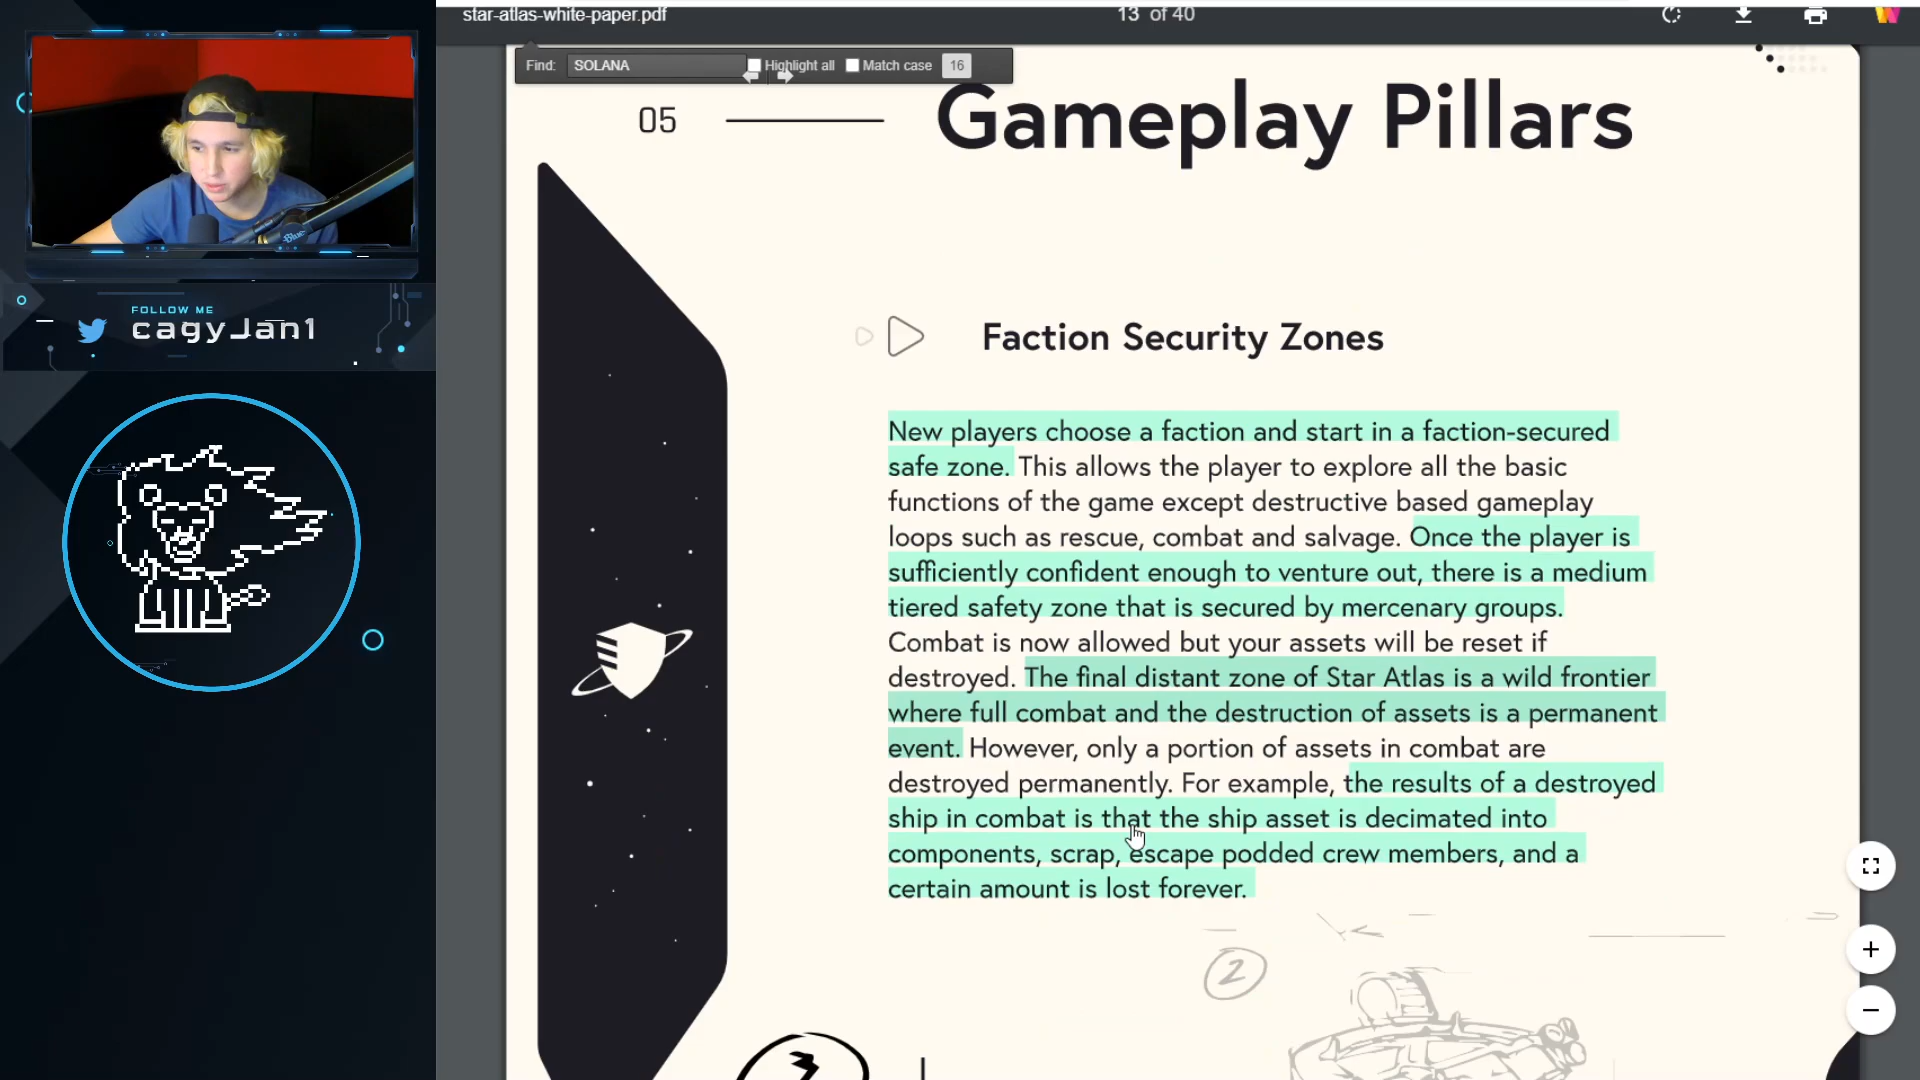 star-atlas-white-paper.pdf
13 of 40
Find: SOLANA Highlight all Match case 16
05
Gameplay Pillars
FOLLOW ME
cagyJan1
Faction Security Zones
New players choose a faction and start in a faction-secured
safe zone. This allows the player to explore all the basic
functions of the game except destructive based gameplay
loops such as rescue, combat and salvage. Once the player is
sufficiently confident enough to venture out, there is a medium
tiered safety zone that is secured by mercenary groups.
Combat is now allowed but your assets will be reset if
destroyed. The final distant zone of Star Atlas is a wild frontier
where full combat and the destruction of assets is a permanent
event. However, only a portion of assets in combat are
destroyed permanently. For example, the results of a destroyed
ship in combat is that the ship asset is decimated into
components, scrap, escape podded crew members, and a
certain amount is lost forever.
2
Blue